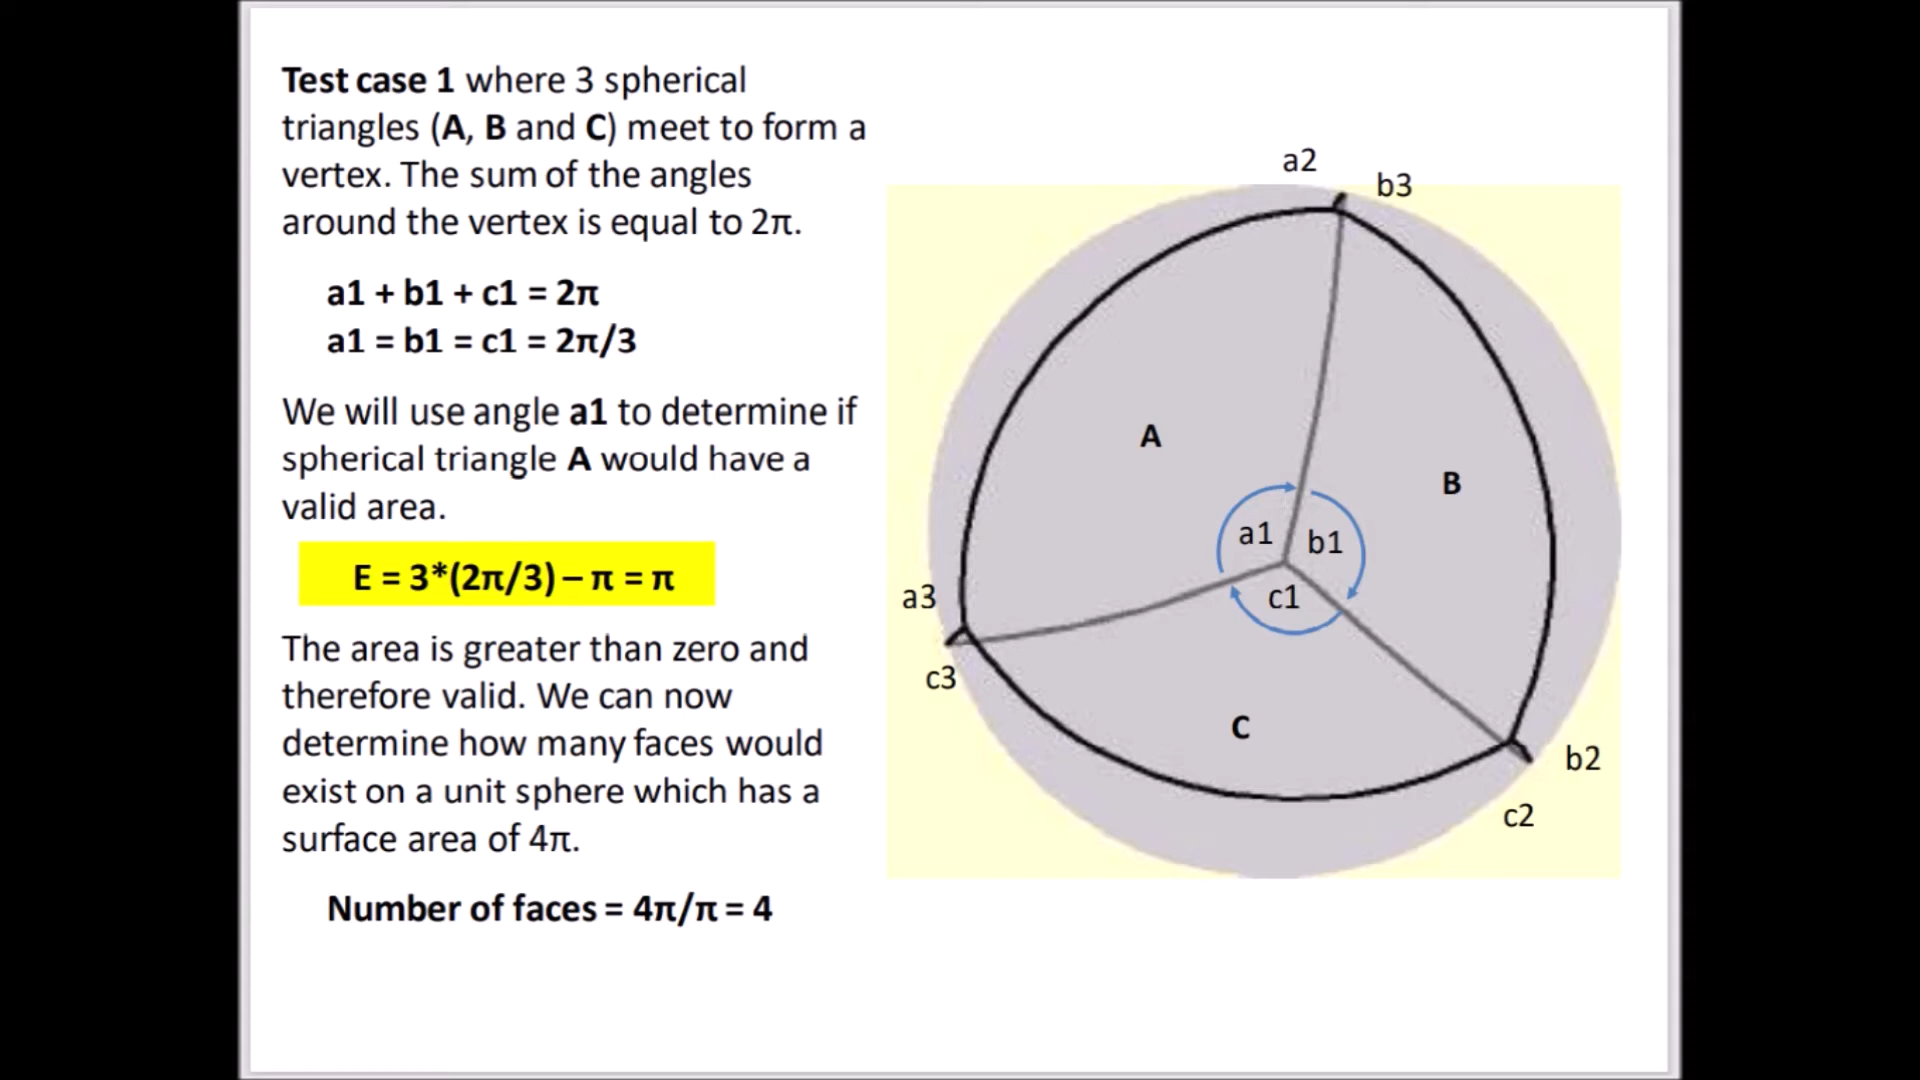 Test case 1 where 3 spherical
triangles (A, B and C) meet to form a
vertex. The sum of the angles
around the vertex is equal to 2π.
a1 + b1 + c1 = 2π
a1 = b1 = c1 = 2π/3
We will use angle a1 to determine if
spherical triangle A would have a
valid area.
E = 3*(2π/3) – π = π
The area is greater than zero and
therefore valid. We can now
determine how many faces would
exist on a unit sphere which has a
surface area of 4π.
Number of faces = 4π/π = 4
a2
b3
A
B
a1
b1
c1
a3
c3
C
b2
c2